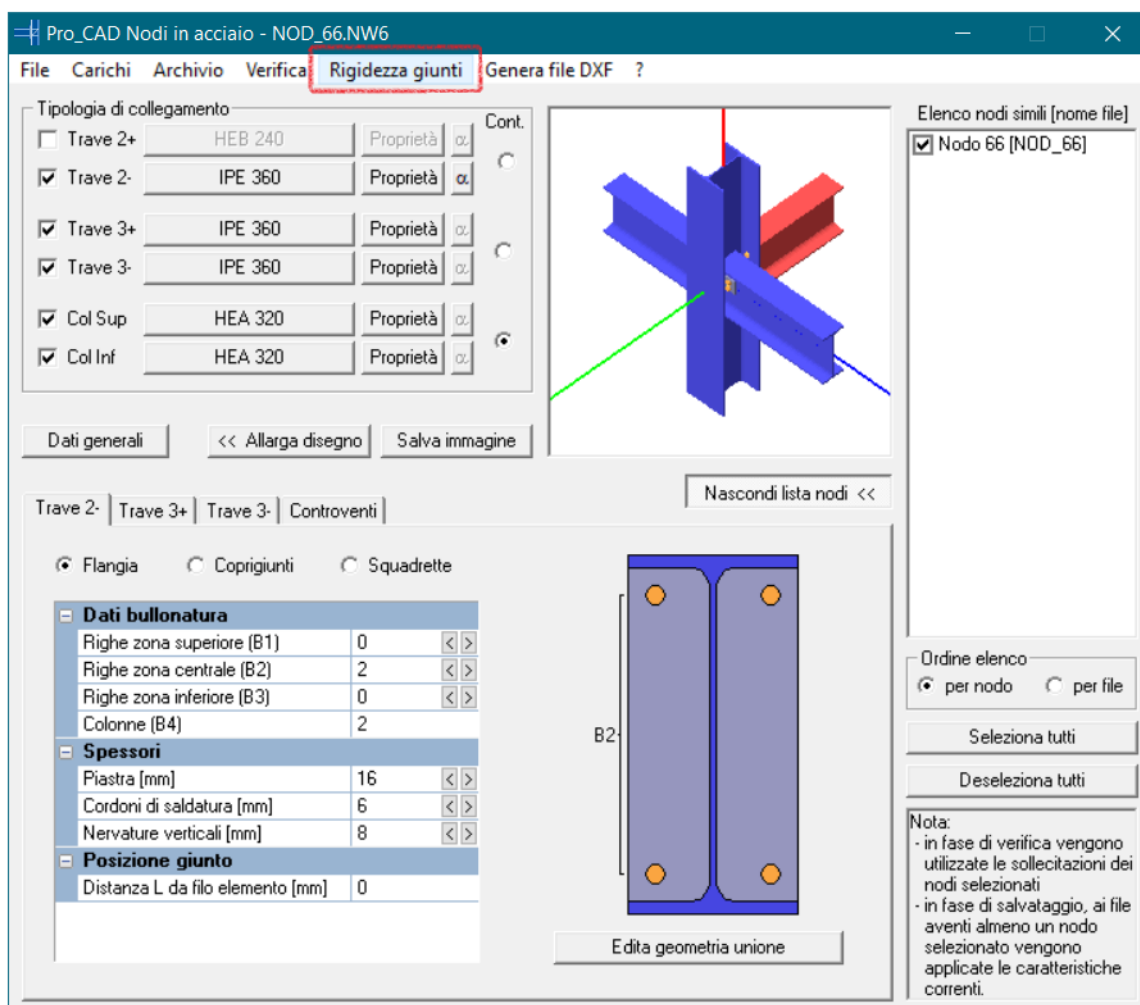 Pro_CAD Nodi in acciaio - NOD_66.NW6
File Carichi Archivio Verifica Rigidezza giunti Genera file DXF ?
Tipologia di collegamento
Cont.
Trave 2+ HEB 240 Proprietà α
Trave 2- IPE 360 Proprietà α
Trave 3+ IPE 360 Proprietà α
Trave 3- IPE 360 Proprietà α
Col Sup HEA 320 Proprietà α
Col Inf HEA 320 Proprietà α
Dati generali << Allarga disegno Salva immagine
Elenco nodi simili [nome file]
Nodo 66 [NOD_66]
Nascondi lista nodi <<
Trave 2- Trave 3+ Trave 3- Controventi
Flangia Coprigiunti Squadrette
Dati bullonatura
Righe zona superiore (B1) 0 < >
Righe zona centrale (B2) 2 < >
Righe zona inferiore (B3) 0 < >
Colonne (B4) 2
Spessori
Piastra [mm] 16 < >
Cordoni di saldatura [mm] 6 < >
Nervature verticali [mm] 8 < >
Posizione giunto
Distanza L da filo elemento [mm] 0
B2
Edita geometria unione
Ordine elenco
per nodo per file
Seleziona tutti
Deseleziona tutti
Nota:
- in fase di verifica vengono
utilizzate le sollecitazioni dei
nodi selezionati
- in fase di salvataggio, ai file
aventi almeno un nodo
selezionato vengono
applicate le caratteristiche
correnti.